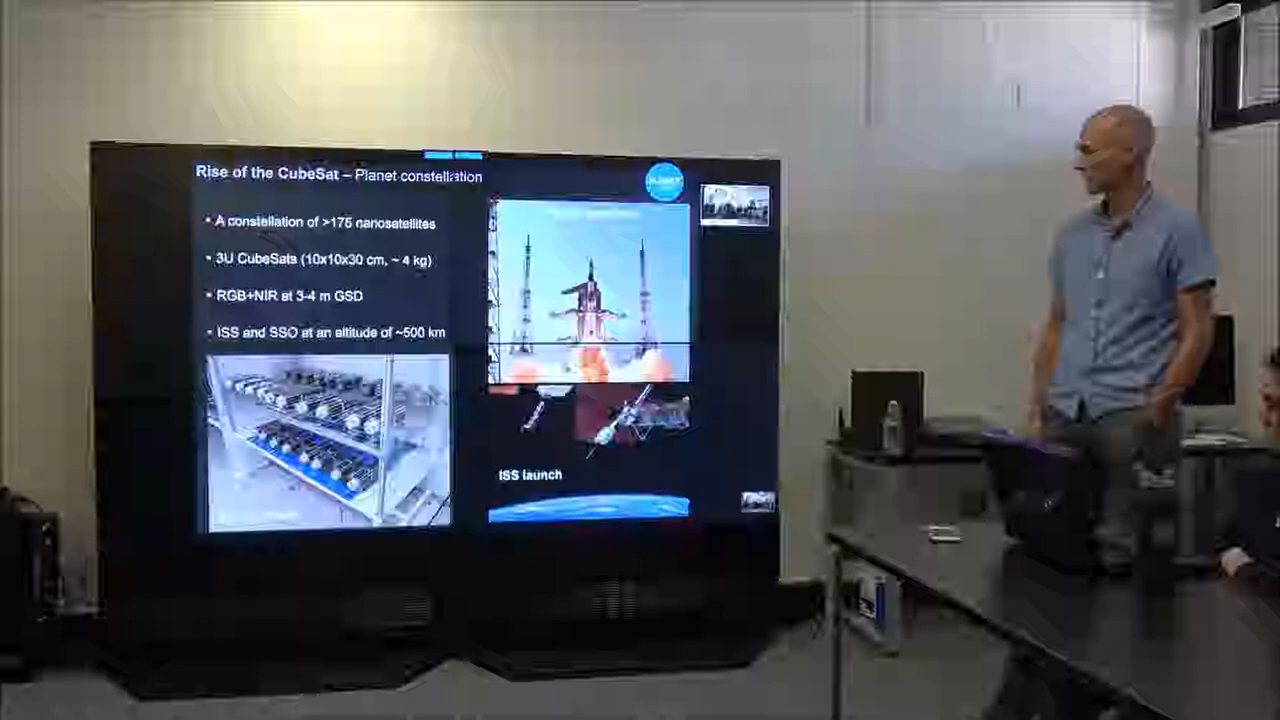 Rise of the CubeSat – Planet constellation
• A constellation of >175 nanosatellites
• 3U CubeSats (10x10x30 cm, ~ 4 kg)
• RGB+NIR at 3-4 m GSD
• ISS and SSO at an altitude of ~500 km
ISS launch